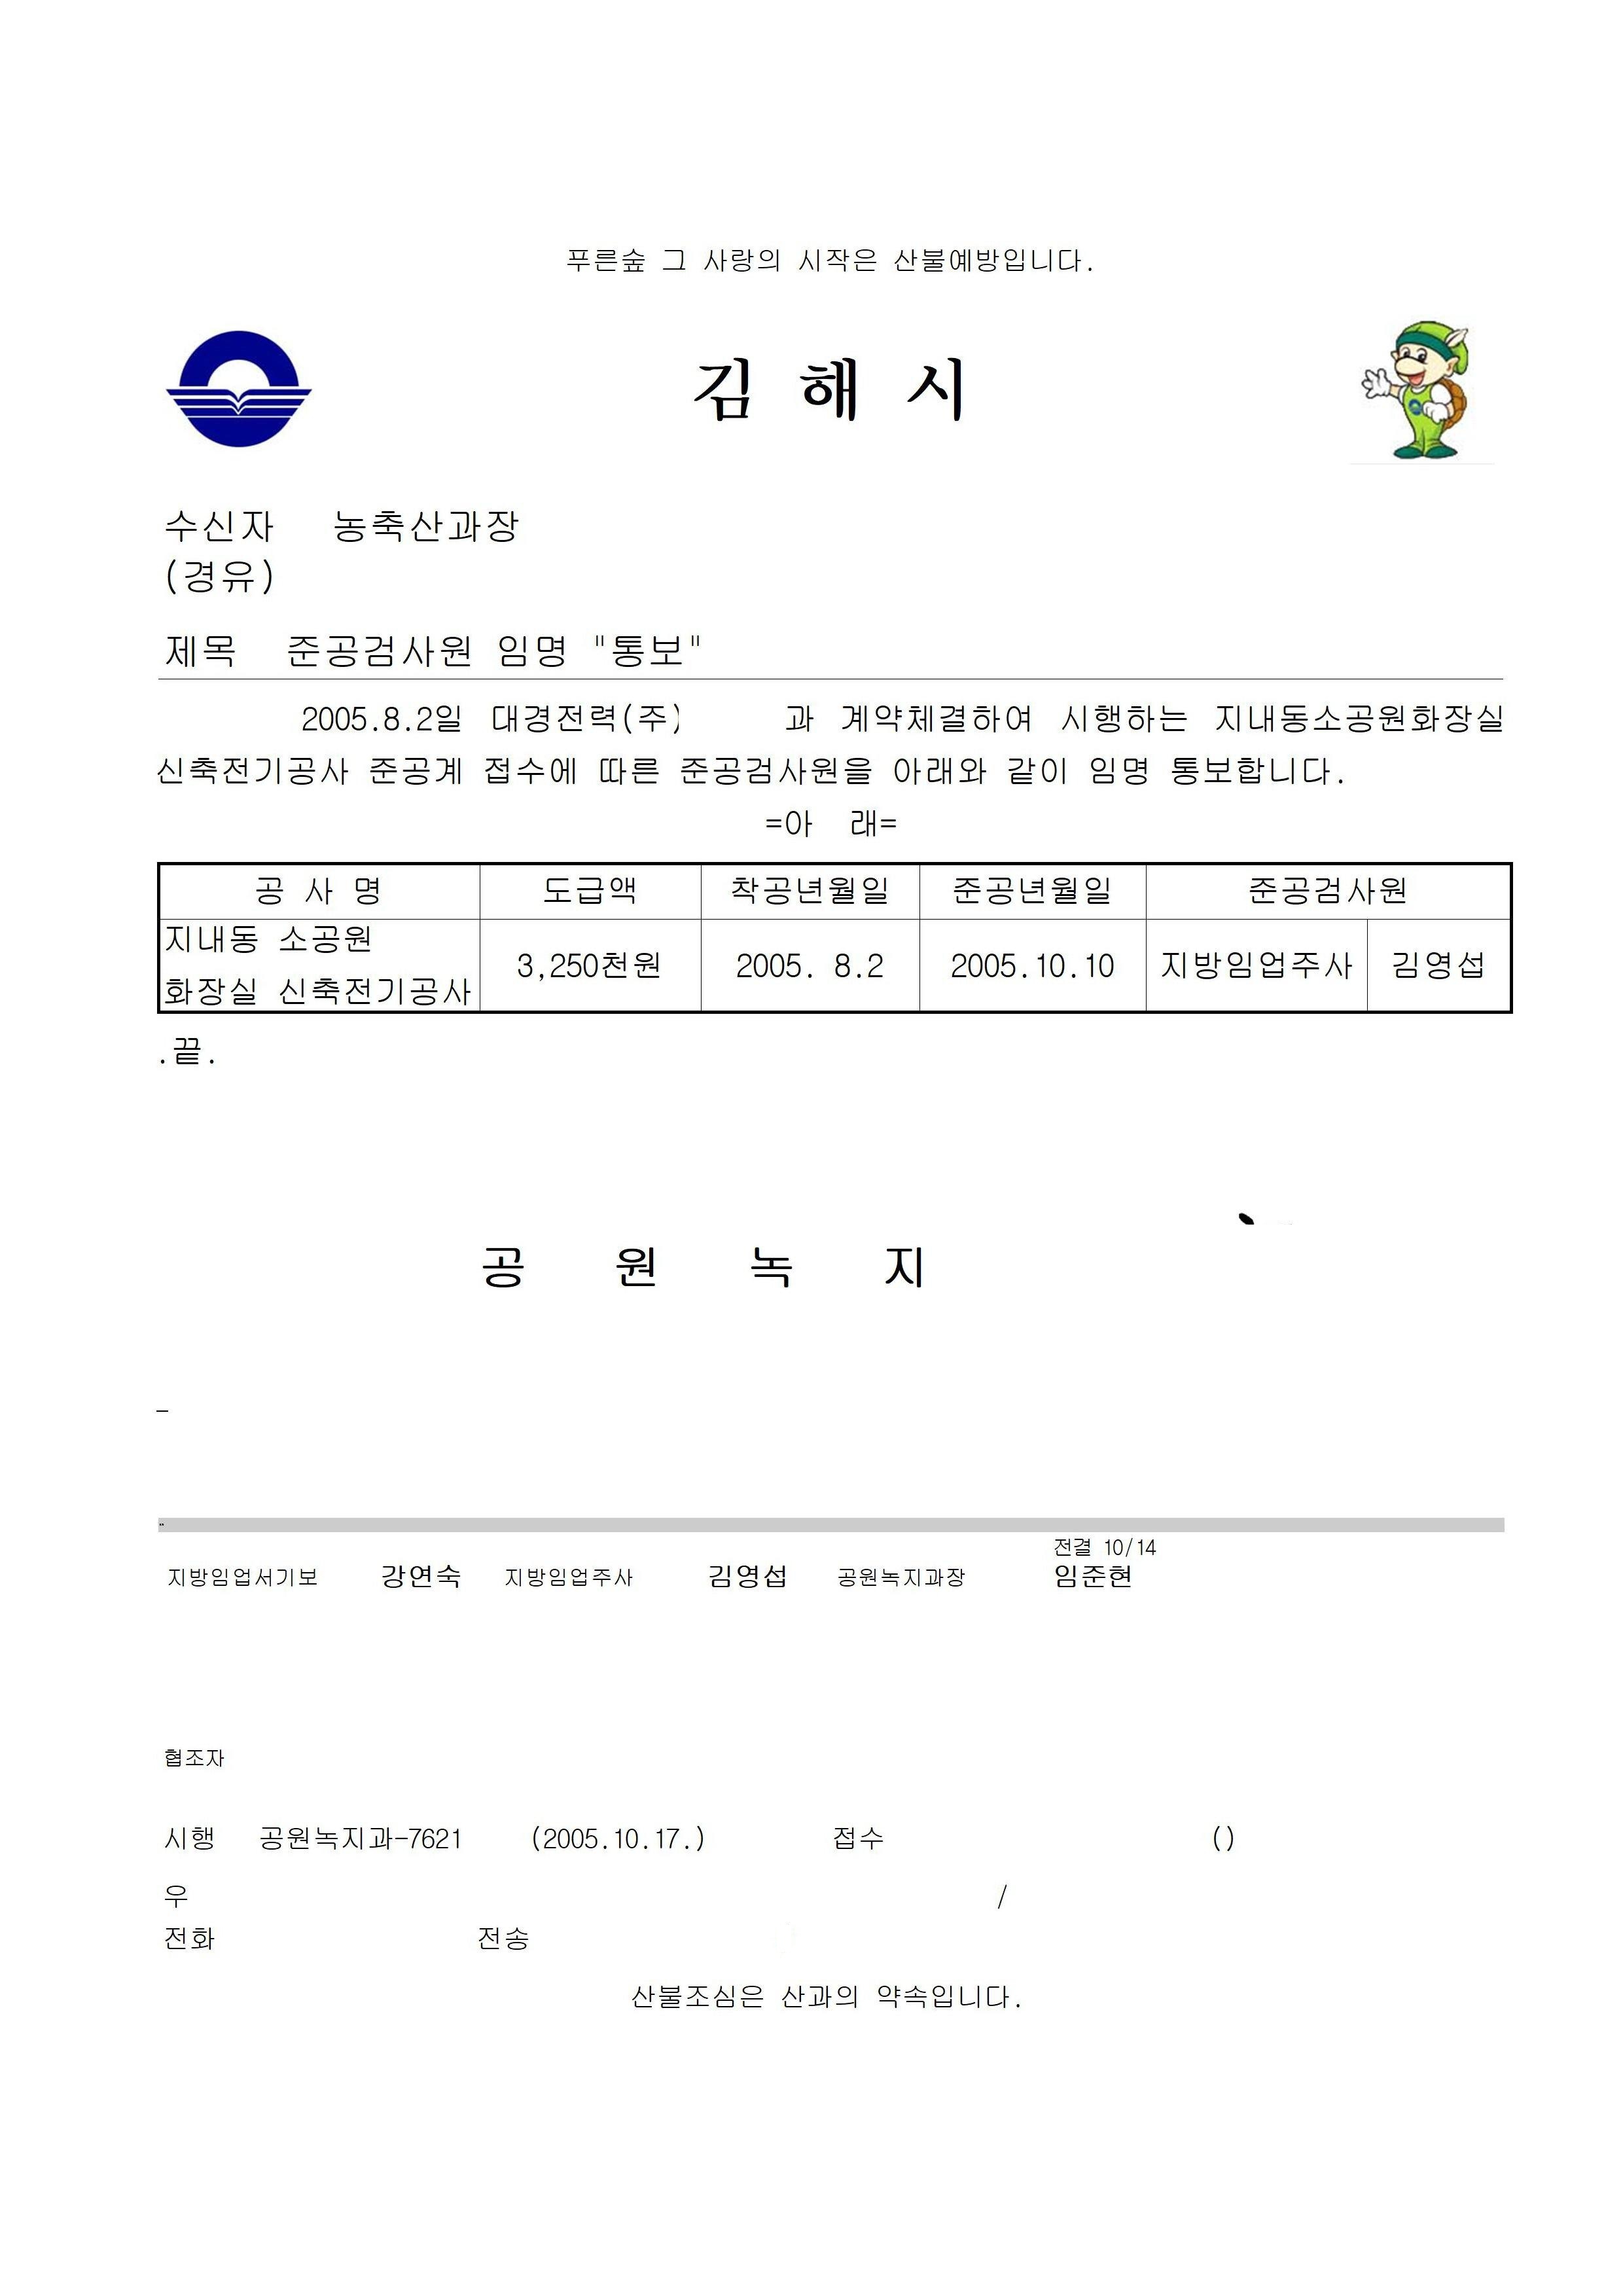 푸른숲 그 사랑의 시작은 산불예방입니다.
김 해 시
수신자 농축산과장
(경유)
제목 준공검사원 임명 "통보"
2005.8.2일 대경전력(주) 과 계약체결하여 시행하는 지내동소공원화장실
신축전기공사 준공계 접수에 따른 준공검사원을 아래와 같이 임명 통보합니다.
=아 래=
공 사 명 도급액 착공년월일 준공년월일 준공검사원
지내동 소공원
화장실 신축전기공사 3,250천원 2005. 8.2 2005.10.10 지방임업주사 김영섭
.끝.
공 원 녹 지
전결 10/14
지방임업서기보 강연숙 지방임업주사 김영섭 공원녹지과장 임준현
협조자
시행 공원녹지과-7621 (2005.10.17.) 접수 ()
우 /
전화 전송
산불조심은 산과의 약속입니다.